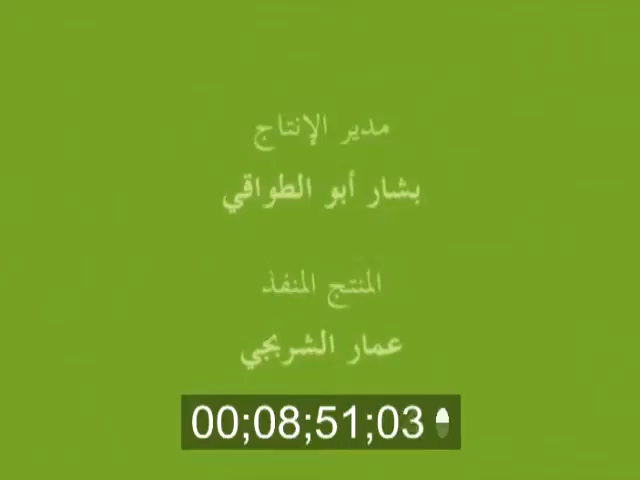 مدير الإنتاج
بشار أبو الطواقي
المنتج المنفذ
عمار الشربجي
00;08;51;03